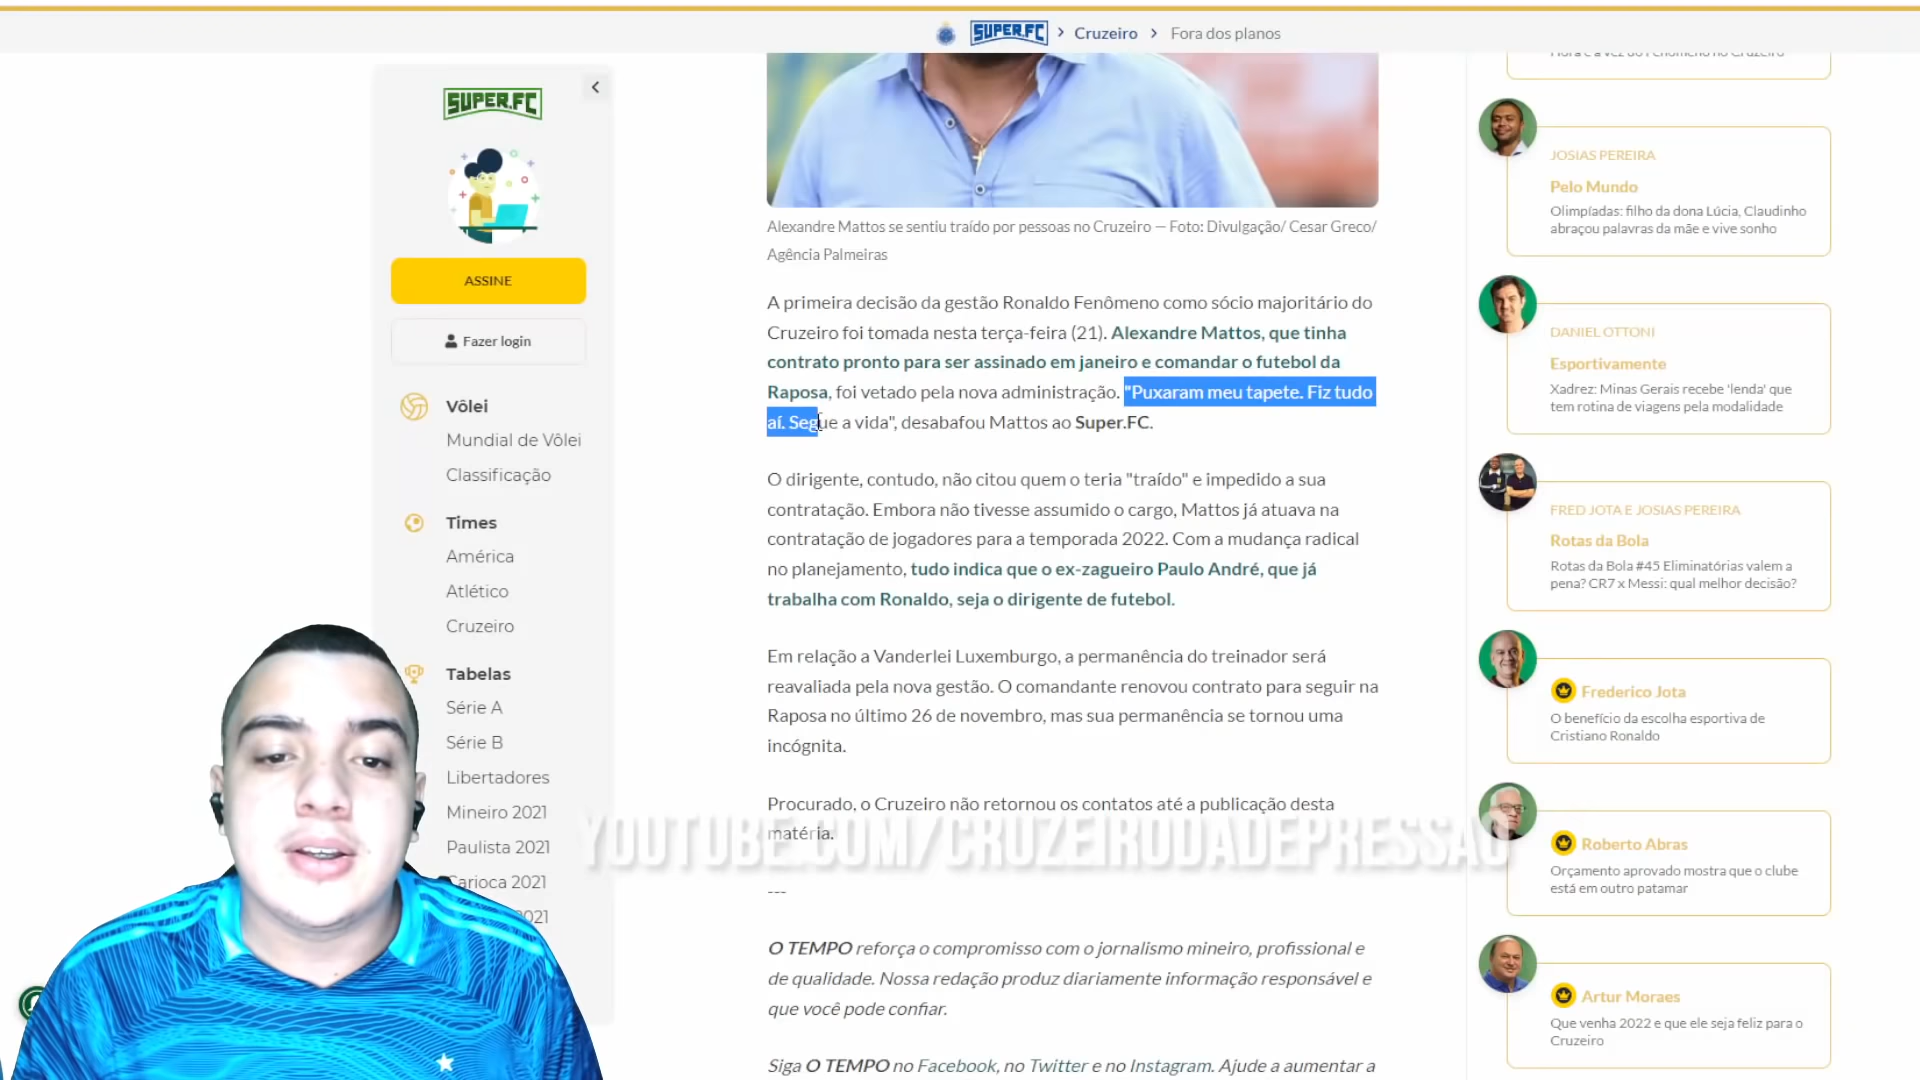 SUPER.FC > Cruzeiro > Fora dos planos
SUPER.FC
ASSINE
Fazer login
Vôlei
Mundial de Vôlei
Classificação
Times
América
Atlético
Cruzeiro
Tabelas
Série A
Série B
Libertadores
Mineiro 2021
Paulista 2021
Carioca 2021
2021
Alexandre Mattos se sentiu traído por pessoas no Cruzeiro — Foto: Divulgação/ Cesar Greco/
Agência Palmeiras
A primeira decisão da gestão Ronaldo Fenômeno como sócio majoritário do
Cruzeiro foi tomada nesta terça-feira (21). Alexandre Mattos, que tinha
contrato pronto para ser assinado em janeiro e comandar o futebol da
Raposa, foi vetado pela nova administração. "Puxaram meu tapete. Fiz tudo
aí. Segue a vida", desabafou Mattos ao Super.FC.
O dirigente, contudo, não citou quem o teria "traído" e impedido a sua
contratação. Embora não tivesse assumido o cargo, Mattos já atuava na
contratação de jogadores para a temporada 2022. Com a mudança radical
no planejamento, tudo indica que o ex-zagueiro Paulo André, que já
trabalha com Ronaldo, seja o dirigente de futebol.
Em relação a Vanderlei Luxemburgo, a permanência do treinador será
reavaliada pela nova gestão. O comandante renovou contrato para seguir na
Raposa no último 26 de novembro, mas sua permanência se tornou uma
incógnita.
Procurado, o Cruzeiro não retornou os contatos até a publicação desta
matéria.
YOUTUBE.COM/CRUZEIRODADEPRESSAO
---
O TEMPO reforça o compromisso com o jornalismo mineiro, profissional e
de qualidade. Nossa redação produz diariamente informação responsável e
que você pode confiar.
Siga O TEMPO no Facebook, no Twitter e no Instagram. Ajude a aumentar a
JOSIAS PEREIRA
Pelo Mundo
Olimpíadas: filho da dona Lúcia, Claudinho
abraçou palavras da mãe e vive sonho
DANIEL OTTONI
Esportivamente
Xadrez: Minas Gerais recebe 'lenda' que
tem rotina de viagens pela modalidade
FRED JOTA E JOSIAS PEREIRA
Rotas da Bola
Rotas da Bola #45 Eliminatórias valem a
pena? CR7 x Messi: qual melhor decisão?
Frederico Jota
O benefício da escolha esportiva de
Cristiano Ronaldo
Roberto Abras
Orçamento aprovado mostra que o clube
está em outro patamar
Artur Moraes
Que venha 2022 e que ele seja feliz para o
Cruzeiro